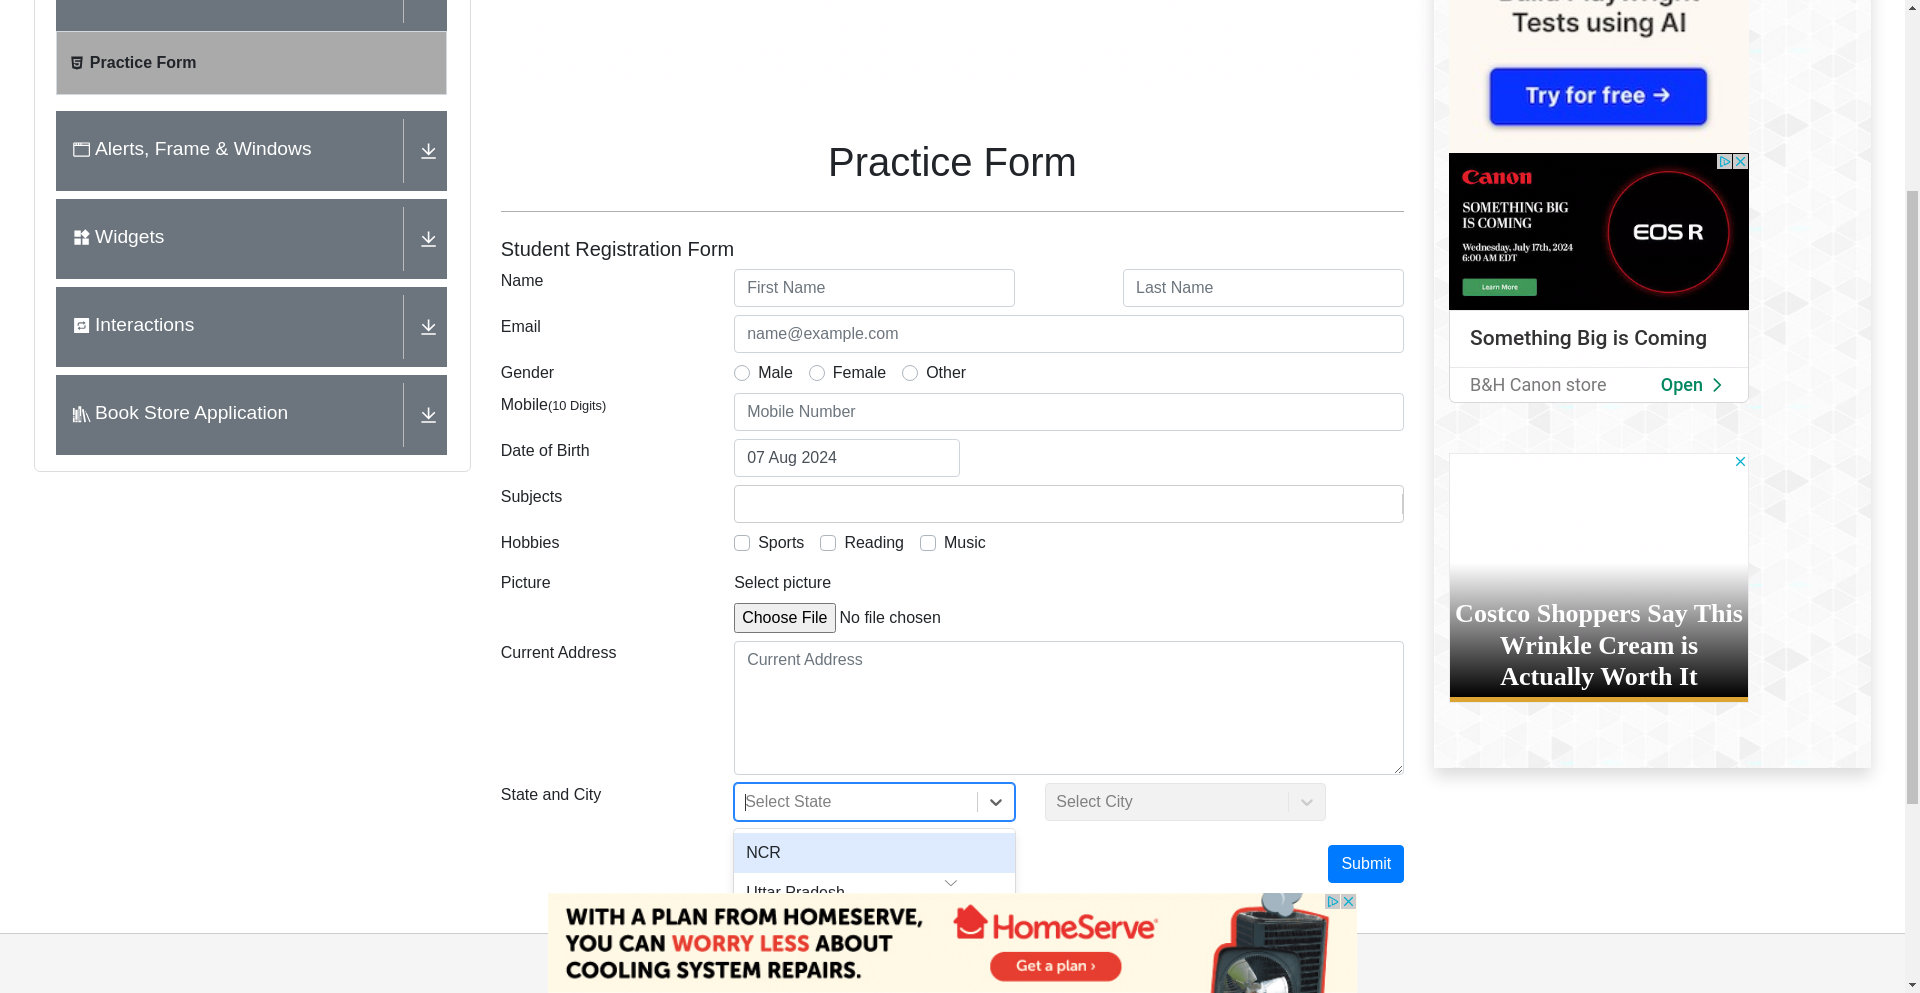 Practice Form
Alerts, Frame & Windows
Widgets
Interactions
Book Store Application
Practice Form
Student Registration Form
Name
First Name
Last Name
Email
name@example.com
Gender
Male
Female
Other
Mobile(10 Digits)
Mobile Number
Date of Birth
07 Aug 2024
Subjects
Hobbies
Sports
Reading
Music
Picture
Select picture
Choose File No file chosen
Current Address
Current Address
State and City
Select State
Select City
NCR
Uttar Pradesh
Submit
Tests using AI
Try for free →
Canon
SOMETHING BIG
IS COMING
Wednesday, July 17th, 2024
6:00 AM EDT
Learn More
EOS R
Something Big is Coming
B&H Canon store
Open
Costco Shoppers Say This
Wrinkle Cream is
Actually Worth It
WITH A PLAN FROM HOMESERVE,
YOU CAN WORRY LESS ABOUT
COOLING SYSTEM REPAIRS.
HomeServe
Get a plan ›